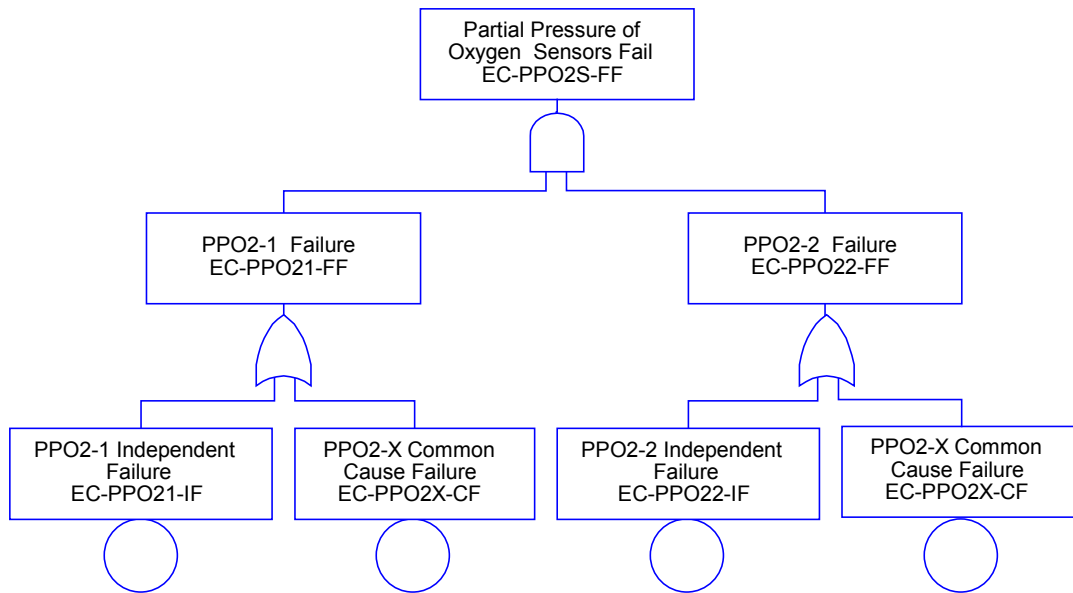 Partial Pressure of
Oxygen  Sensors Fail
EC-PPO2S-FF
PPO2-1  Failure
EC-PPO21-FF
PPO2-2  Failure
EC-PPO22-FF
PPO2-1 Independent
Failure
EC-PPO21-IF
PPO2-X Common
Cause Failure
EC-PPO2X-CF
PPO2-2 Independent
Failure
EC-PPO22-IF
PPO2-X Common
Cause Failure
EC-PPO2X-CF